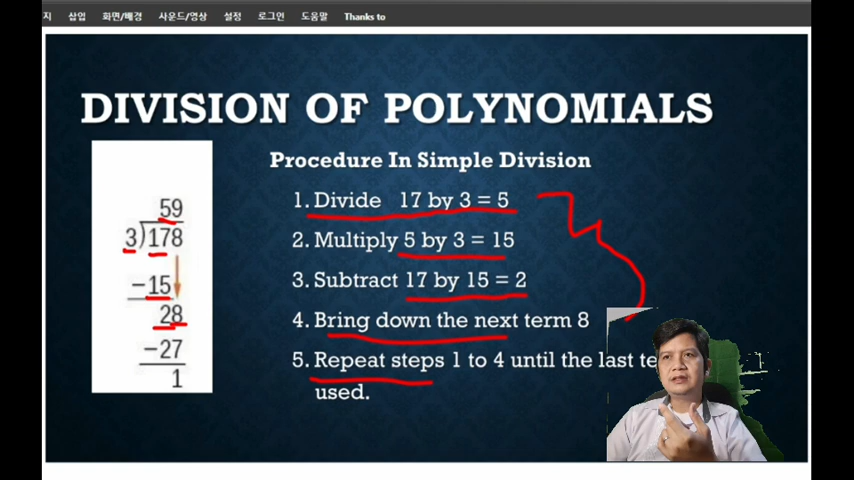 지 삽입 화면/배경 사운드/영상 설정 로그인 도움말 Thanks to
DIVISION OF POLYNOMIALS
Procedure In Simple Division
59
3)178
-15
28
-27
1
1. Divide 17 by 3 = 5
2. Multiply 5 by 3 = 15
3. Subtract 17 by 15 = 2
4. Bring down the next term 8
5. Repeat steps 1 to 4 until the last te
used.